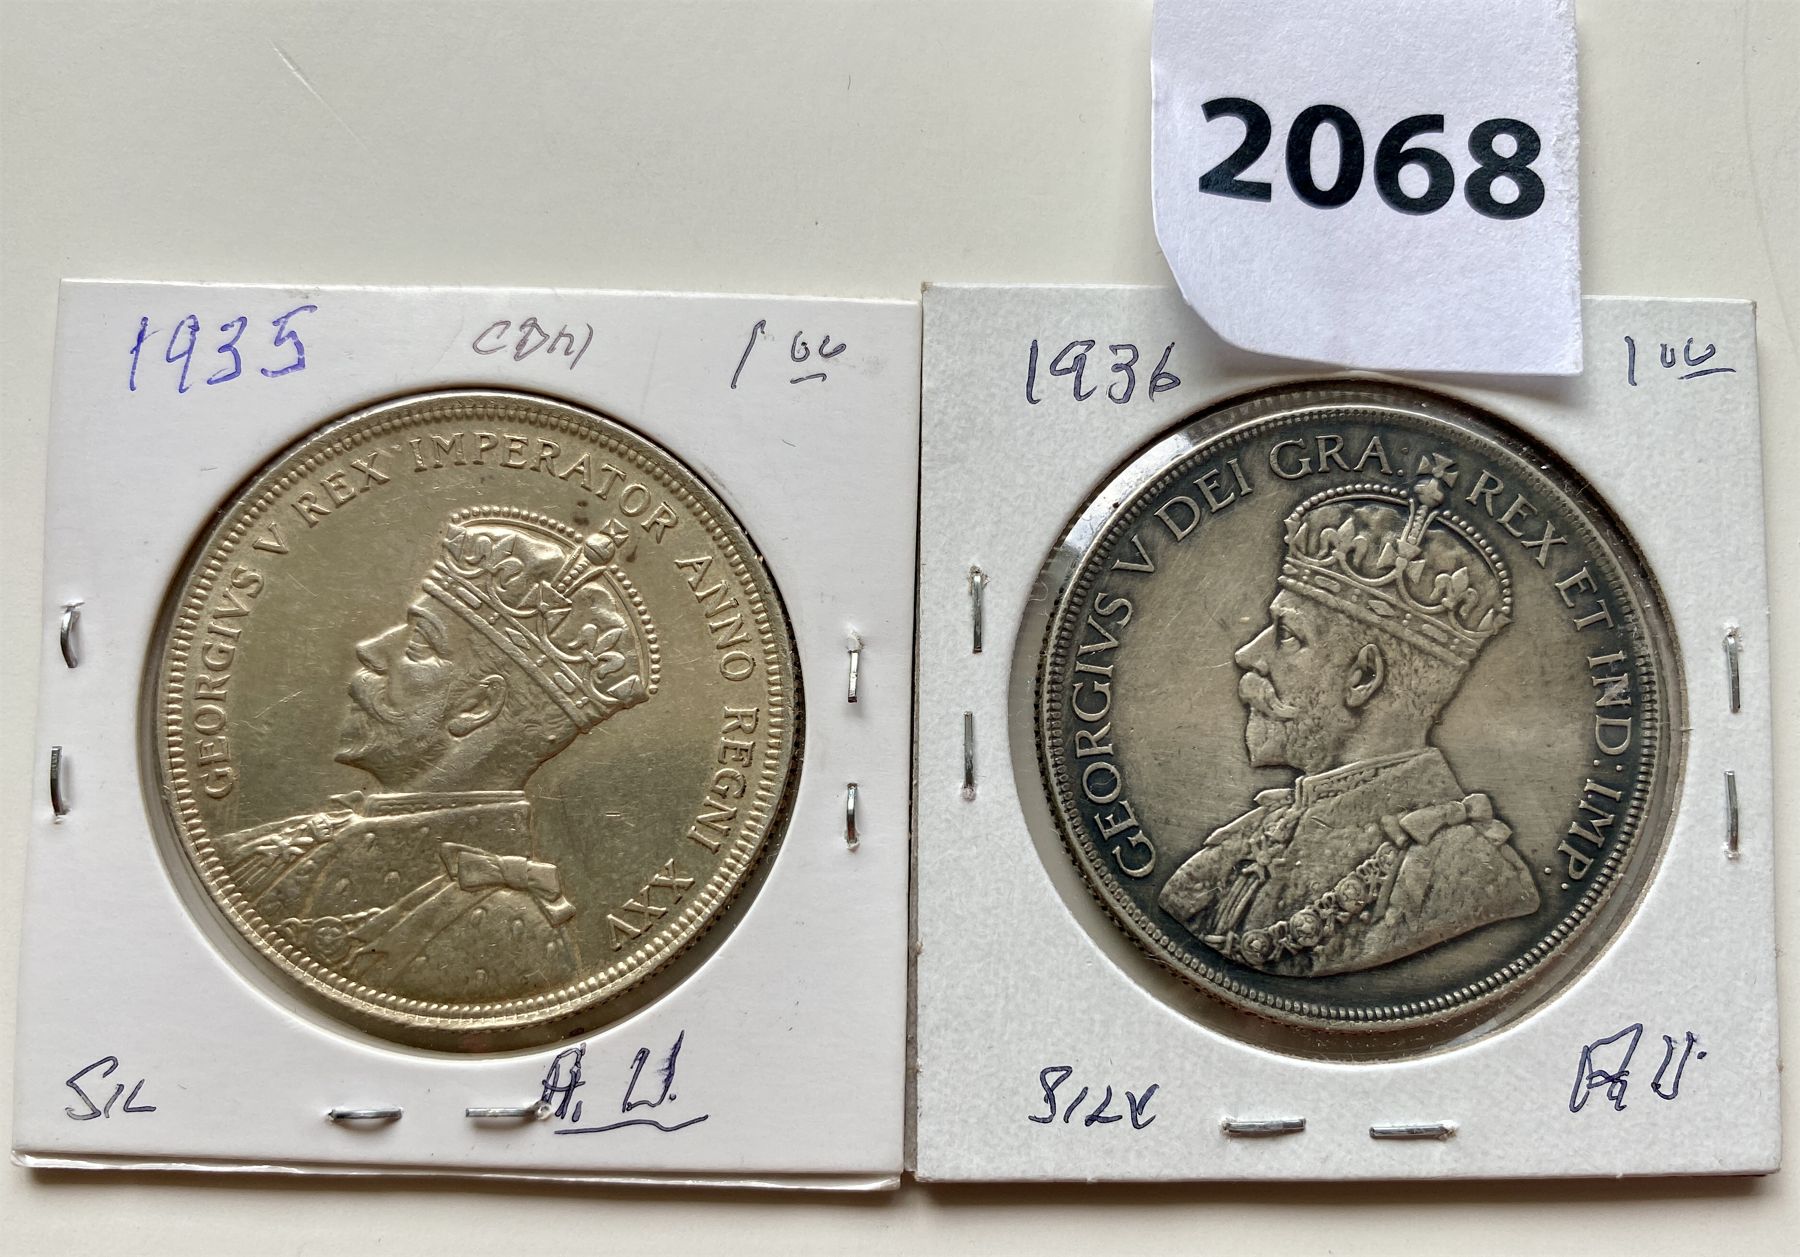 2068
1935 CDN 1 00
GEORGIVS V REX IMPERATOR ANNO REGNI XXV
SIL A.U.
1936 1 00
GEORGIVS V DEI GRA: REX ET IND: IMP:
SILV A.U.